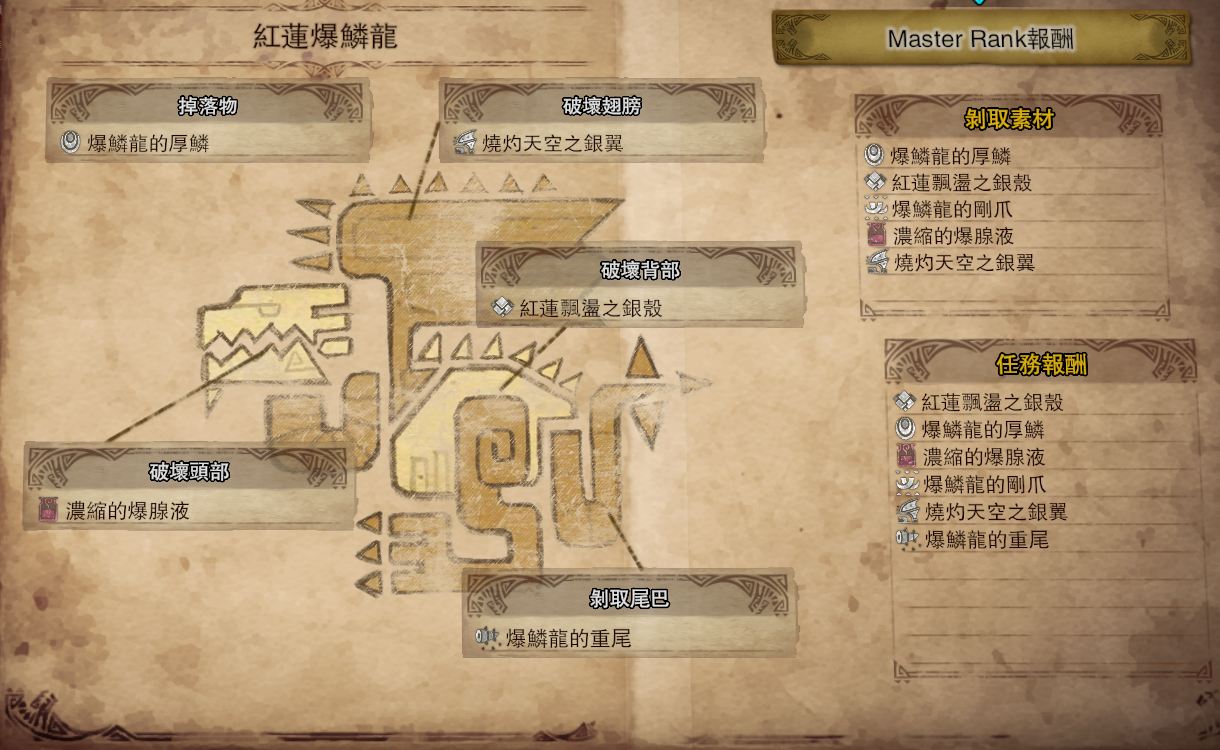 紅蓮爆鱗龍
Master Rank報酬
掉落物
爆鱗龍的厚鱗
破壞翅膀
燒灼天空之銀翼
破壞背部
紅蓮飄盪之銀殼
破壞頭部
濃縮的爆腺液
剝取尾巴
爆鱗龍的重尾
剝取素材
爆鱗龍的厚鱗
紅蓮飄盪之銀殼
爆鱗龍的剛爪
濃縮的爆腺液
燒灼天空之銀翼
任務報酬
紅蓮飄盪之銀殼
爆鱗龍的厚鱗
濃縮的爆腺液
爆鱗龍的剛爪
燒灼天空之銀翼
爆鱗龍的重尾